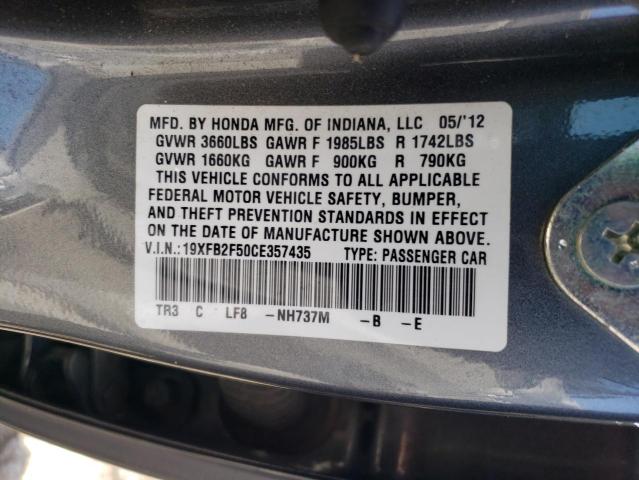 MFD. BY HONDA MFG. OF INDIANA, LLC 05/'12
GVWR 3660LBS GAWR F 1985LBS R 1742LBS
GVWR 1660KG GAWR F 900KG R 790KG
THIS VEHICLE CONFORMS TO ALL APPLICABLE
FEDERAL MOTOR VEHICLE SAFETY, BUMPER,
AND THEFT PREVENTION STANDARDS IN EFFECT
ON THE DATE OF MANUFACTURE SHOWN ABOVE.
V.I.N.: 19XFB2F50CE357435 TYPE: PASSENGER CAR
TR3 C LF8 -NH737M -B -E